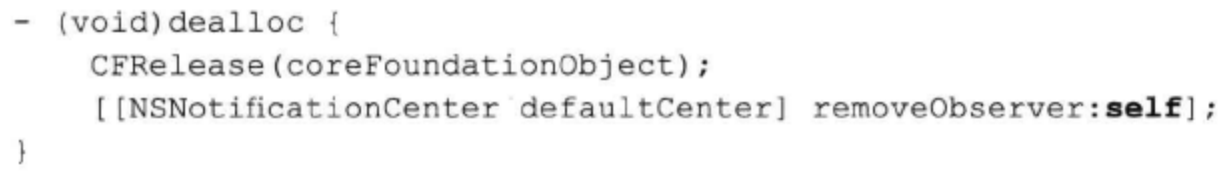 - (void)dealloc {
    CFRelease(coreFoundationObject);
    [[NSNotificationCenter defaultCenter] removeObserver:self];
}